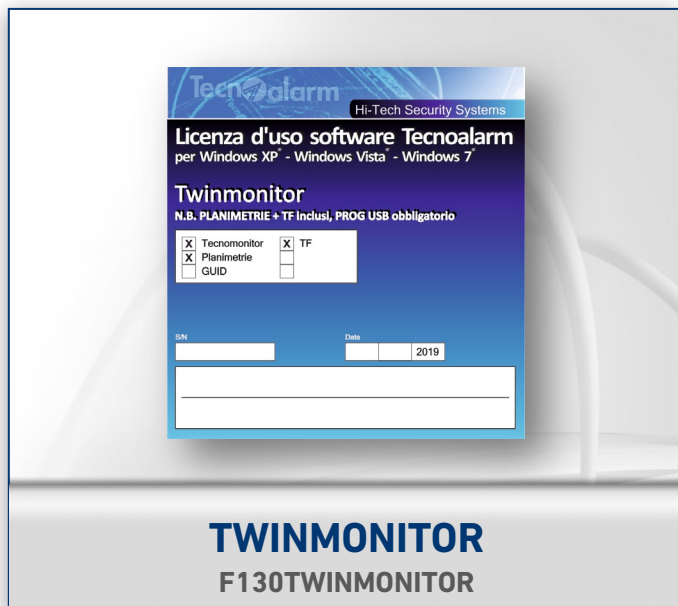 Tecnoalarm
Hi-Tech Security Systems
Licenza d'uso software Tecnoalarm
per Windows XP® - Windows Vista® - Windows 7®
Twinmonitor
N.B. PLANIMETRIE + TF inclusi, PROG USB obbligatorio
X Tecnomonitor X TF
X Planimetrie
GUID
S/N Data
2019
TWINMONITOR
F130TWINMONITOR